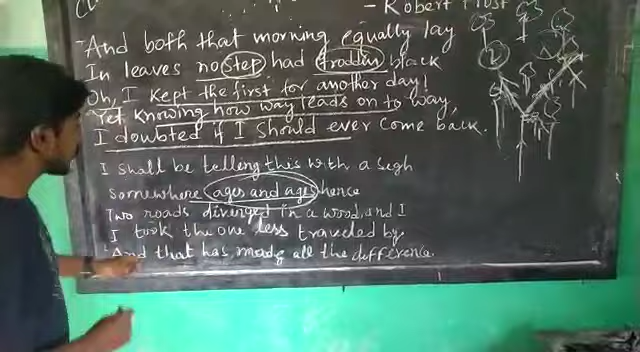 - Robert Frost
And both that morning equally lay
In leaves no step had trodden black
Oh, I kept the first for another day!
Yet knowing how way leads on to way,
I doubted if I should ever come back.
I shall be telling this with a sigh
Somewhere ages and ages hence
Two roads diverged in a wood, and I
I took the one less traveled by,
And that has made all the difference.